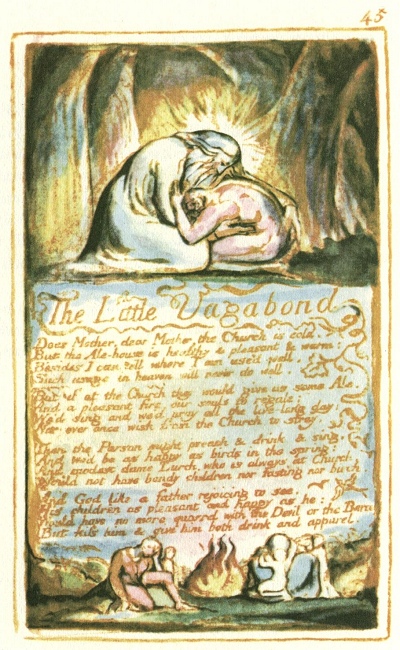 43
The Little Vagabond
Dear Mother, dear Mother, the Church is cold.
But the Ale-house is healthy & pleasant & warm:
Besides I can tell where I am use'd well.
Such usage in heaven will never do well.
But if at the Church they would give us some Ale.
And a pleasant fire, our souls to regale:
We'd sing and we'd pray all the live-long day:
Nor ever once wish from the Church to stray.
Then the Parson might preach & drink & sing.
And we'd be as happy as birds in the spring:
And modest dame Lurch, who is always at Church
Would not have bandy children nor fasting nor birch.
And God like a father rejoicing to see.
His children as pleasant and happy as he:
Would have no more quarrel with the Devil or the Barrel
But kiss him & give him both drink and apparel.